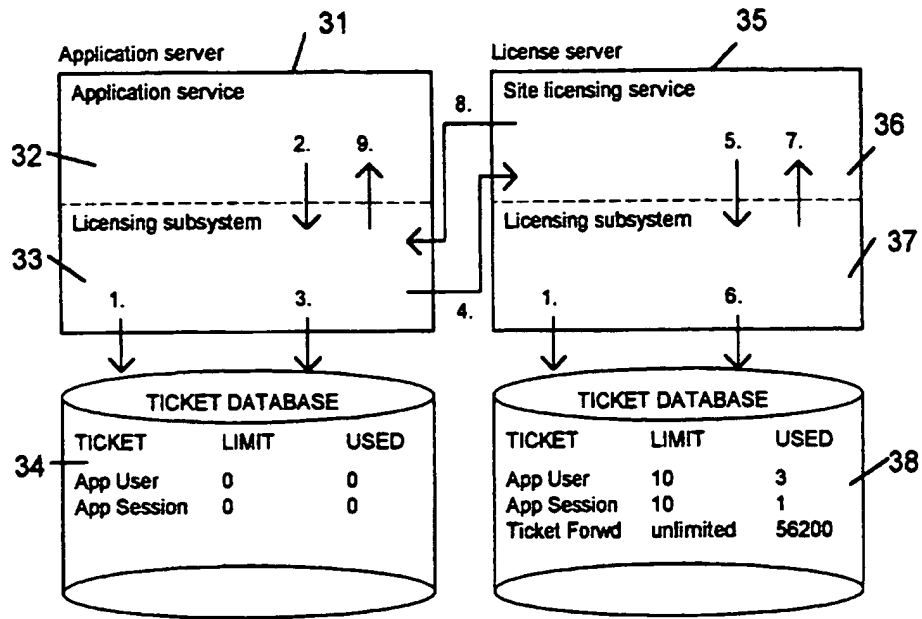 31
35
Application server
License server
Application service
Site licensing service
8.
32
2.
9.
5.
7.
36
Licensing subsystem
Licensing subsystem
33
37
1.
3.
4.
1.
6.
TICKET DATABASE
TICKET LIMIT USED
34
App User 0 0
App Session 0 0
TICKET DATABASE
TICKET LIMIT USED
38
App User 10 3
App Session 10 1
Ticket Forwd unlimited 56200